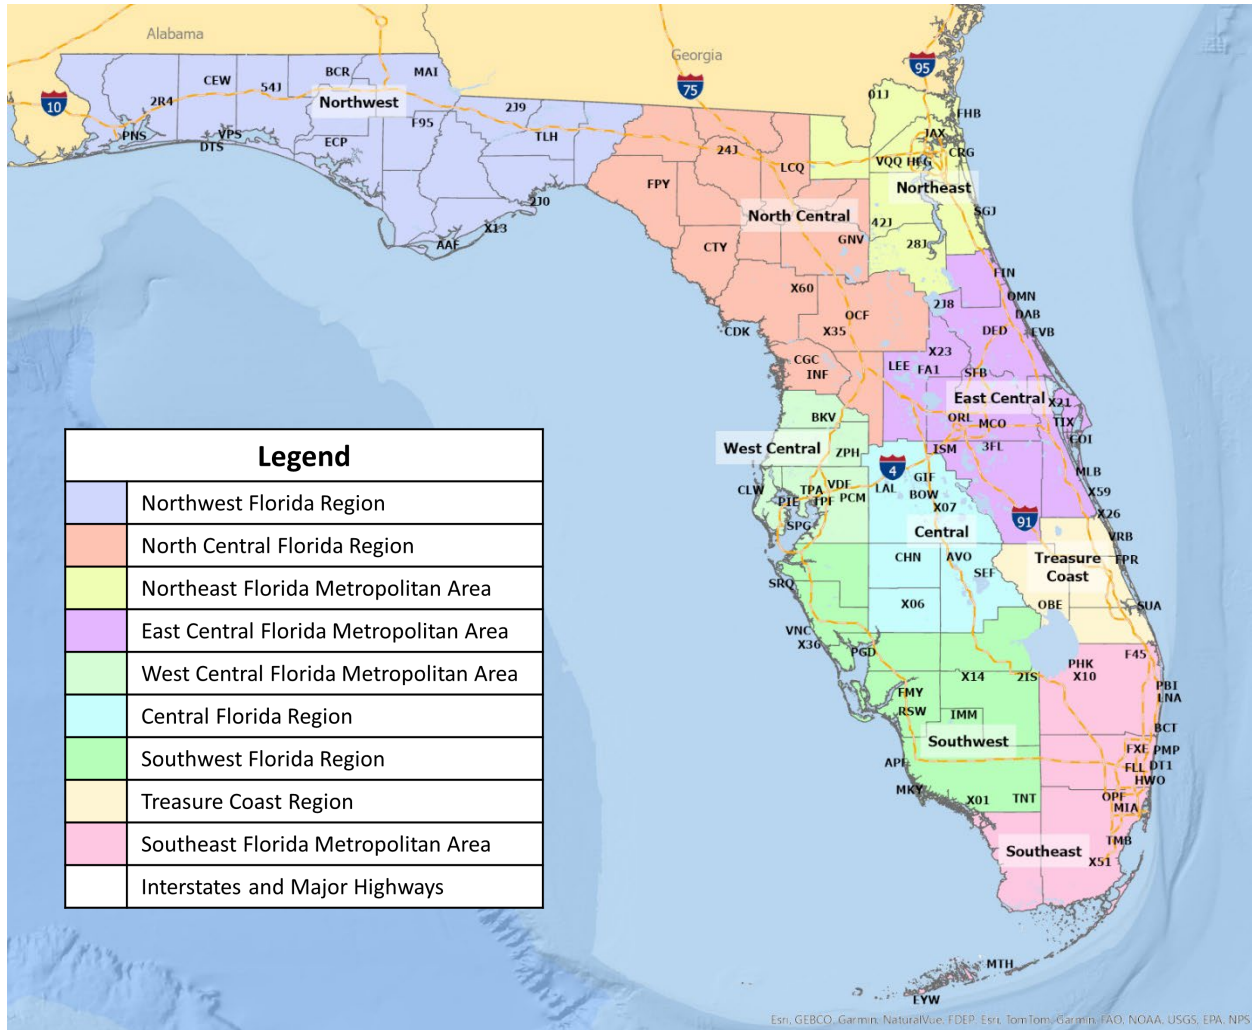 Alabama
Georgia
95
75
10
01J
BCR
MAI
CEW
54J
2R4
Northwest
2J9
FHB
F95
PNS
VPS
TLH
JAX
DTS
ECP
24J
CRG
LCQ
VQQ
HEG
FPY
Northeast
2J0
North Central
SGJ
X13
42J
AAF
CTY
GNV
28J
FIN
X60
OMN
2J8
OCF
DAB
CDK
X35
DED
EVB
X23
CGC
LEE
FA1
SFB
INF
East Central
X21
BKV
ORL
MCO
TIX
West Central
COI
ZPH
ISM
3FL
4
MLB
GIF
CLW
TPA
VDF
LAL
BOW
X59
PIE
TPF
PCM
X07
X26
SPG
91
Central
VRB
CHN
AVO
Treasure
Coast
FPR
SEF
SRQ
X06
OBE
SUA
VNC
X36
PGD
F45
PHK
X14
2IS
X10
PBI
FMY
LNA
RSW
IMM
BCT
Southwest
FXE
PMP
APF
FLL
DT1
HWO
MKY
X01
TNT
OPF
MIA
TMB
Southeast
X51
MTH
EYW
Legend
Northwest Florida Region
North Central Florida Region
Northeast Florida Metropolitan Area
East Central Florida Metropolitan Area
West Central Florida Metropolitan Area
Central Florida Region
Southwest Florida Region
Treasure Coast Region
Southeast Florida Metropolitan Area
Interstates and Major Highways
Esri, GEBCO, Garmin, NaturalVue, FDEP, Esri, TomTom, Garmin, FAO, NOAA, USGS, EPA, NPS